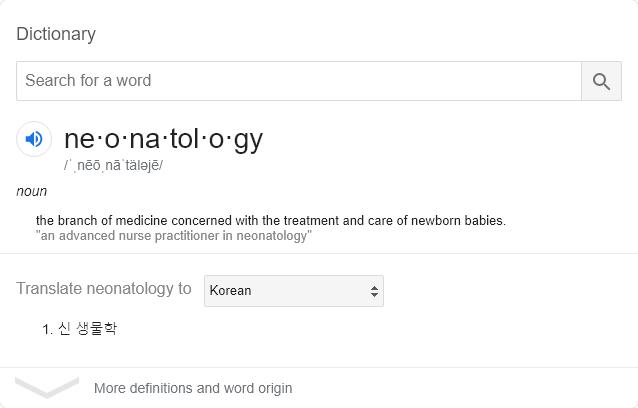 Dictionary
Search for a word
ne·o·na·tol·o·gy
/ˈˌnēōˌnāˈtäləjē/
noun
the branch of medicine concerned with the treatment and care of newborn babies.
"an advanced nurse practitioner in neonatology"
Translate neonatology to Korean
1. 신 생물학
More definitions and word origin